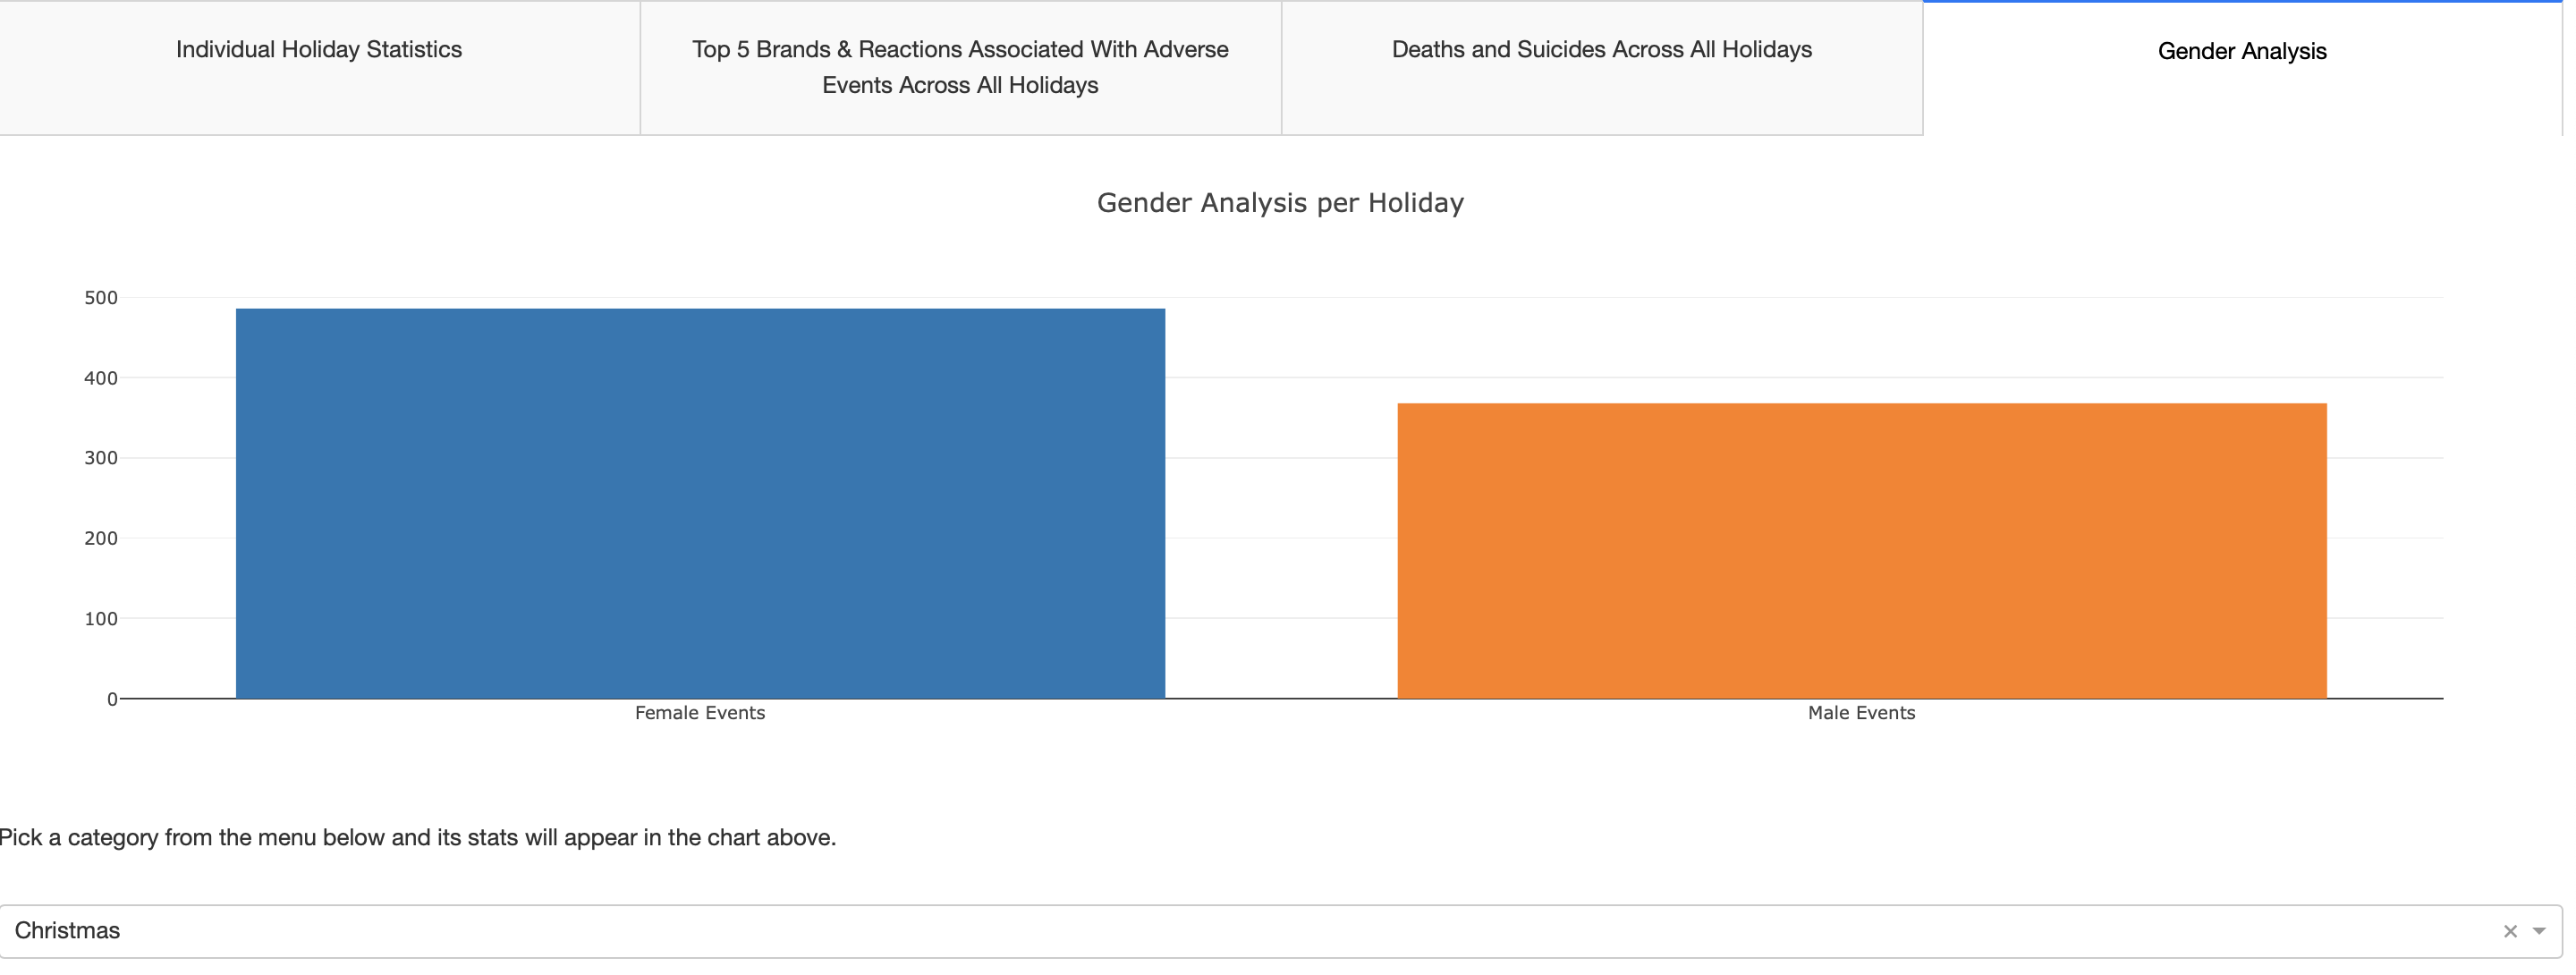 Individual Holiday Statistics
Top 5 Brands & Reactions Associated With Adverse
Events Across All Holidays
Deaths and Suicides Across All Holidays
Gender Analysis
Gender Analysis per Holiday
500
400
300
200
100
0
Female Events
Male Events
Pick a category from the menu below and its stats will appear in the chart above.
Christmas